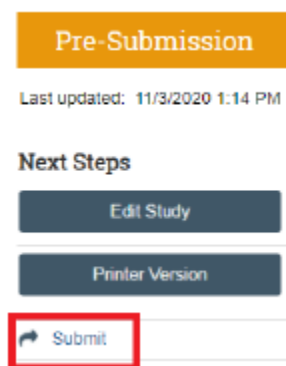 Pre-Submission
Last updated: 11/3/2020 1:14 PM
Next Steps
Edit Study
Printer Version
Submit